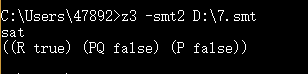 C:\Users\47892>z3 -smt2 D:\7.smt
sat
((R true) (PQ false) (P false))